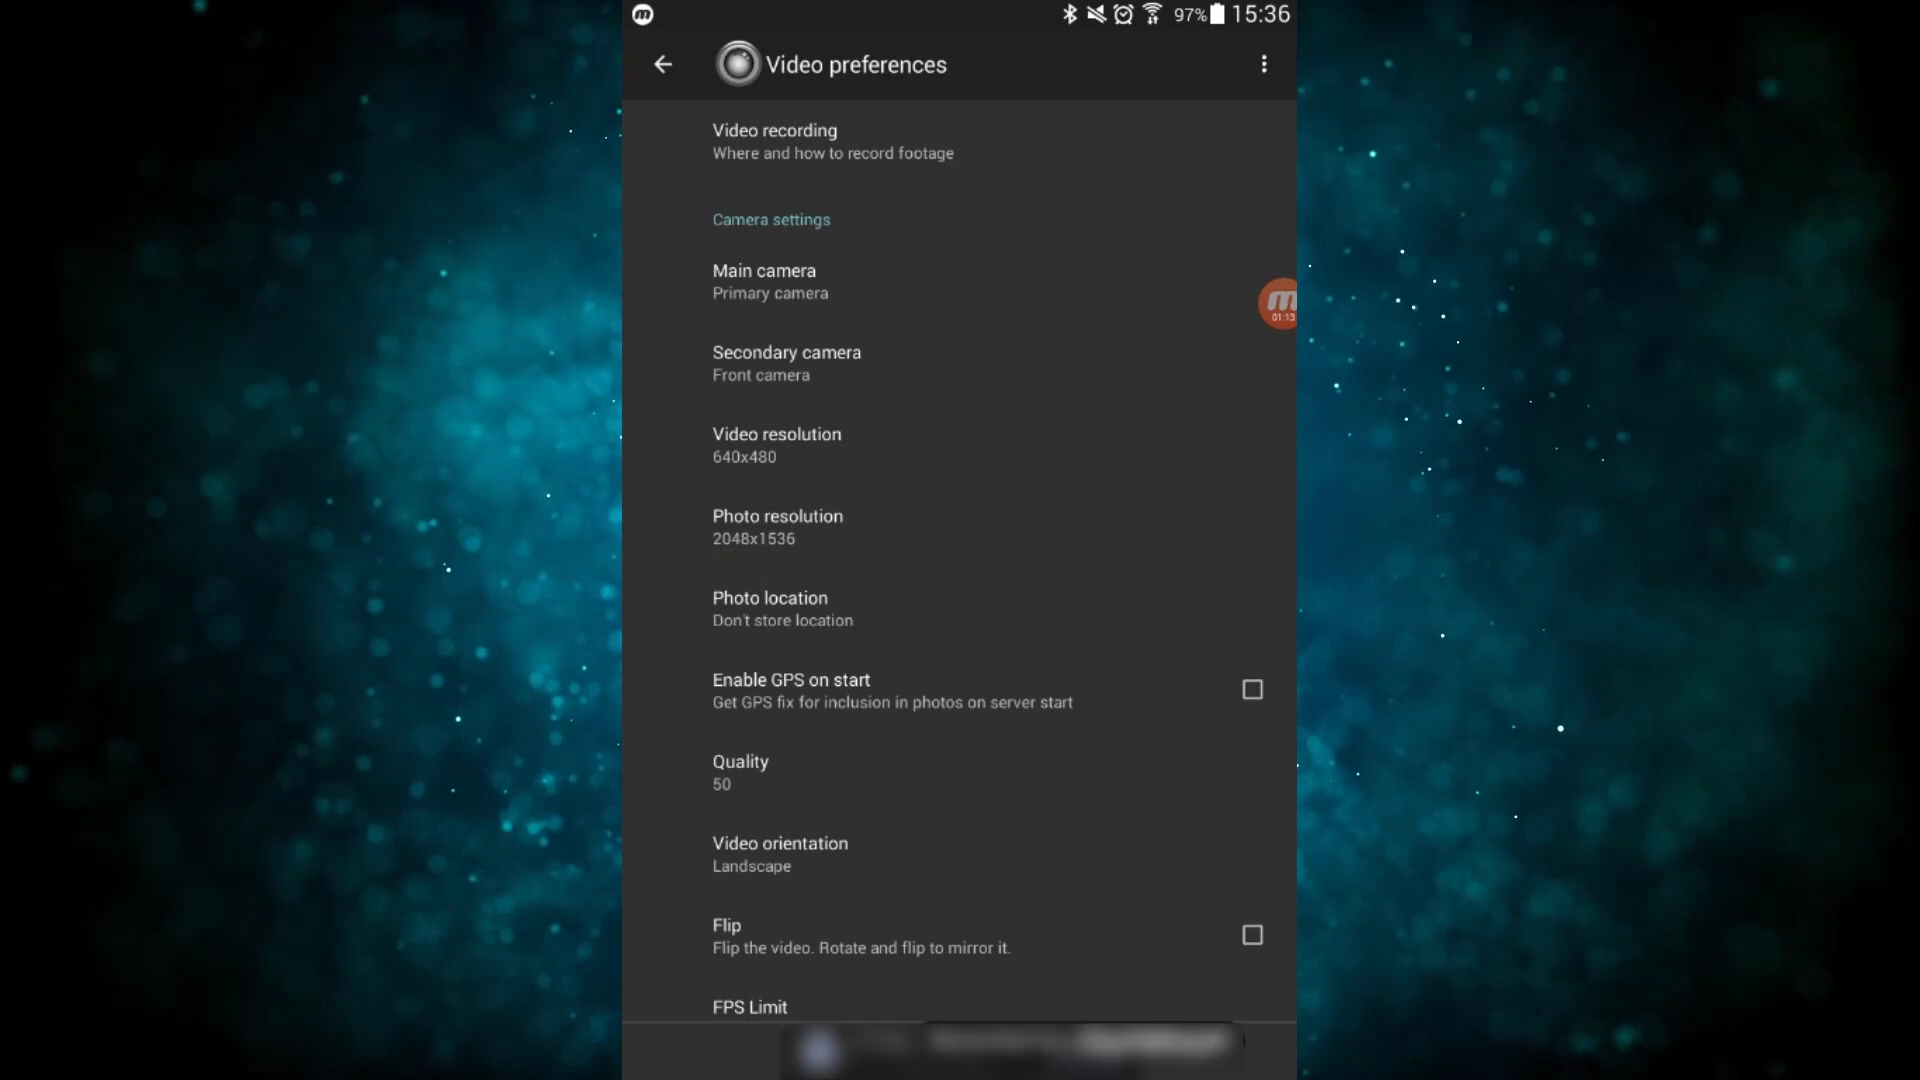 97% 15:36
Video preferences
Video recording
Where and how to record footage
Camera settings
Main camera
Primary camera
01:13
Secondary camera
Front camera
Video resolution
640x480
Photo resolution
2048x1536
Photo location
Don't store location
Enable GPS on start
Get GPS fix for inclusion in photos on server start
Quality
50
Video orientation
Landscape
Flip
Flip the video. Rotate and flip to mirror it.
FPS Limit